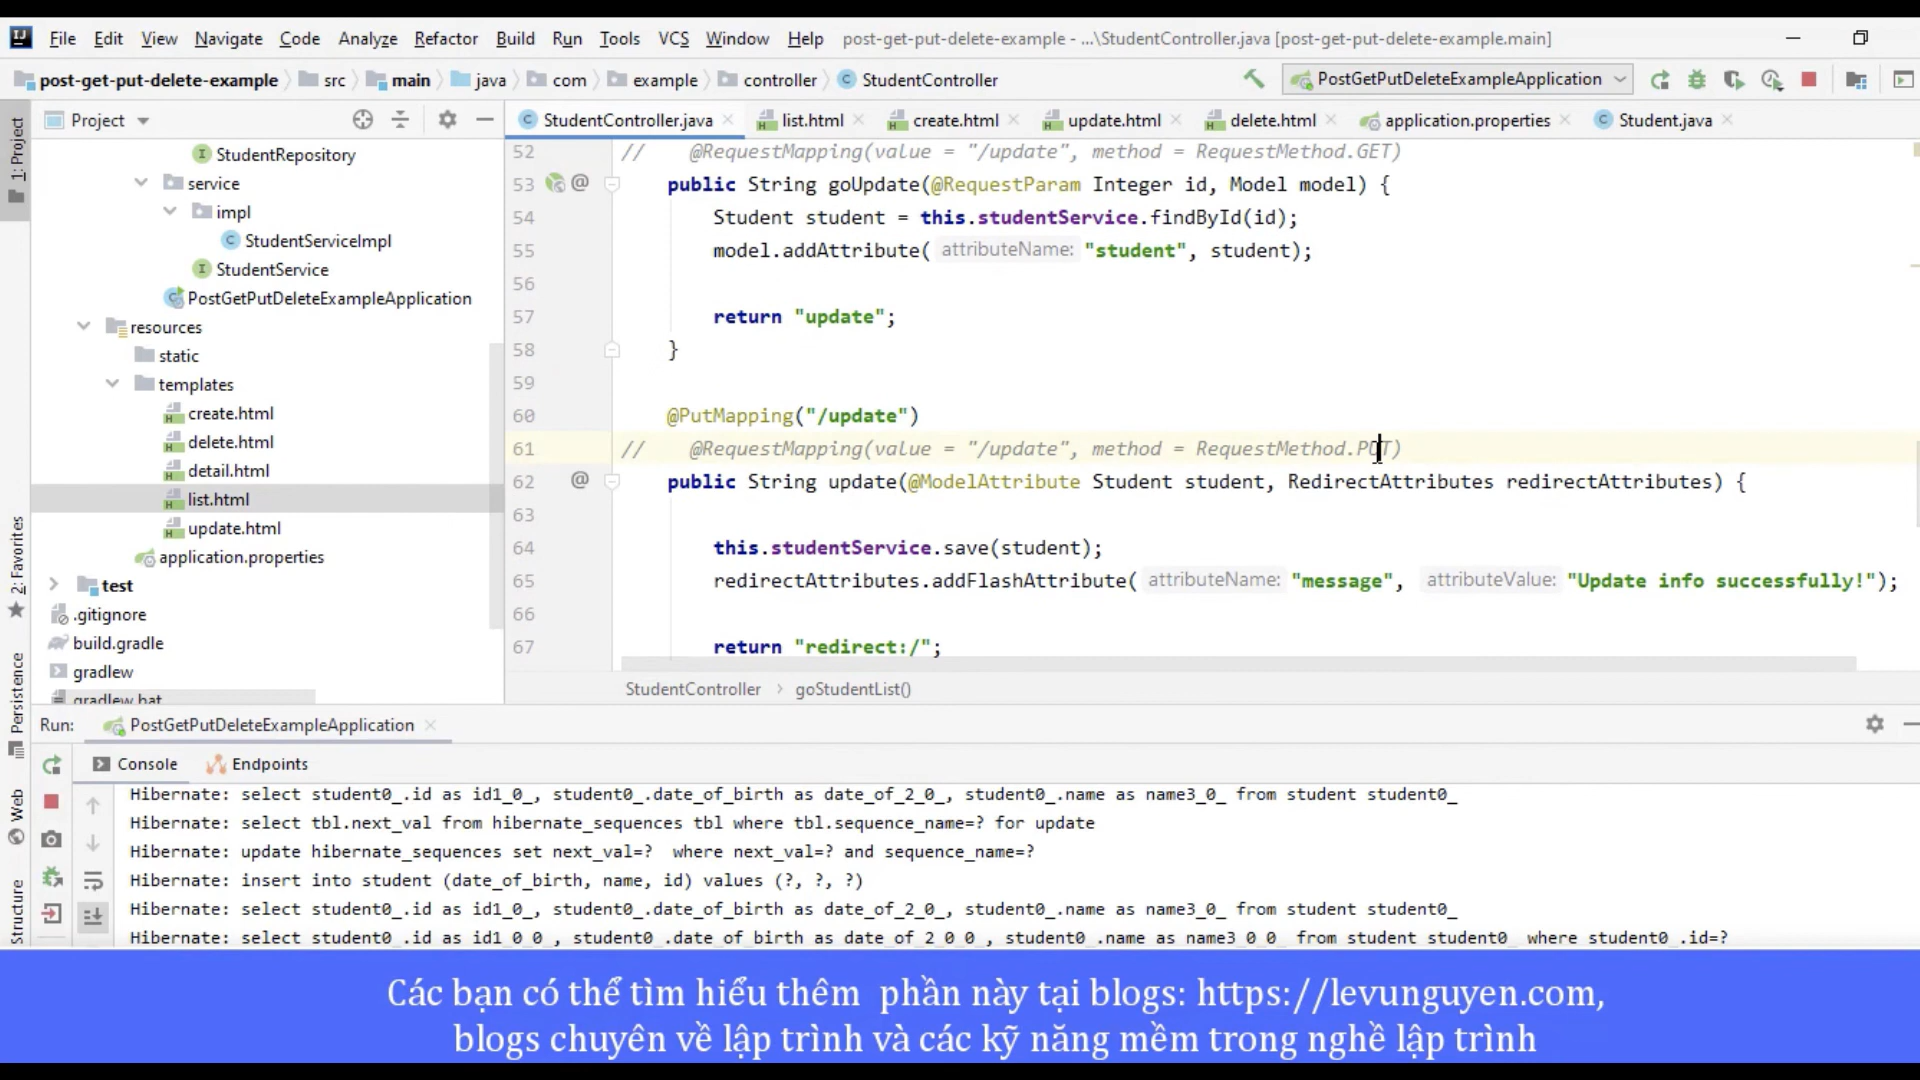 File Edit View Navigate Code Analyze Refactor Build Run Tools VCS Window Help post-get-put-delete-example - ...\StudentController.java [post-get-put-delete-example.main]
post-get-put-delete-example src main java com example controller StudentController PostGetPutDeleteExampleApplication
1: Project
Project
StudentController.java list.html create.html update.html delete.html application.properties Student.java
StudentRepository
service
impl
StudentServiceImpl
StudentService
PostGetPutDeleteExampleApplication
resources
static
templates
create.html
delete.html
detail.html
list.html
update.html
application.properties
test
.gitignore
build.gradle
gradlew
gradlew.bat
52 // @RequestMapping(value = "/update", method = RequestMethod.GET)
53 public String goUpdate(@RequestParam Integer id, Model model) {
54 Student student = this.studentService.findById(id);
55 model.addAttribute( attributeName: "student", student);
56
57 return "update";
58 }
59
60 @PutMapping("/update")
61 // @RequestMapping(value = "/update", method = RequestMethod.PUT)
62 public String update(@ModelAttribute Student student, RedirectAttributes redirectAttributes) {
63
64 this.studentService.save(student);
65 redirectAttributes.addFlashAttribute( attributeName: "message", attributeValue: "Update info successfully!");
66
67 return "redirect:/";
StudentController goStudentList()
2: Favorites
Persistence
Web
Structure
Run: PostGetPutDeleteExampleApplication
Console Endpoints
Hibernate: select student0_.id as id1_0_, student0_.date_of_birth as date_of_2_0_, student0_.name as name3_0_ from student student0_
Hibernate: select tbl.next_val from hibernate_sequences tbl where tbl.sequence_name=? for update
Hibernate: update hibernate_sequences set next_val=?  where next_val=? and sequence_name=?
Hibernate: insert into student (date_of_birth, name, id) values (?, ?, ?)
Hibernate: select student0_.id as id1_0_, student0_.date_of_birth as date_of_2_0_, student0_.name as name3_0_ from student student0_
Hibernate: select student0_.id as id1_0_0_, student0_.date_of_birth as date_of_2_0_0_, student0_.name as name3_0_0_ from student student0_ where student0_.id=?
Các bạn có thể tìm hiểu thêm phần này tại blogs: https://levunguyen.com,
blogs chuyên về lập trình và các kỹ năng mềm trong nghề lập trình